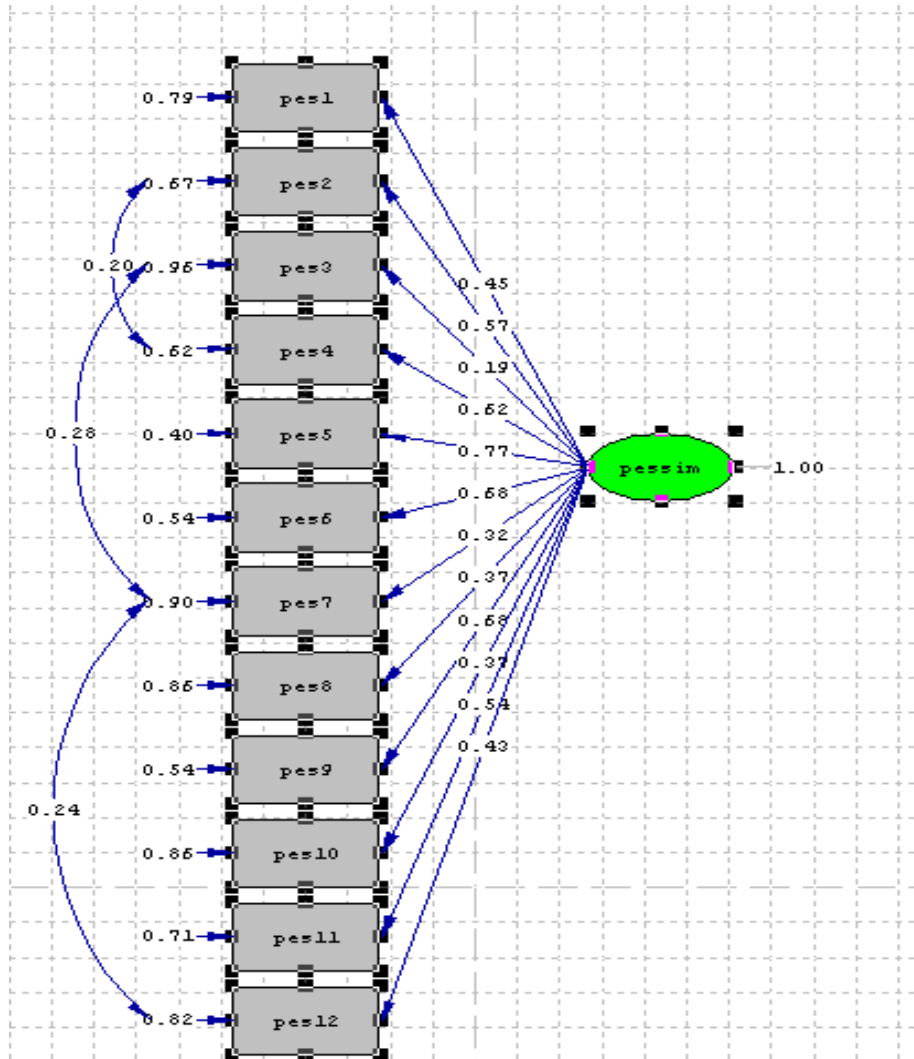 0.79 pes1
0.67 pes2
0.20 0.96 pes3 0.45
0.57
0.62 pes4 0.19
0.62
0.28 0.40 pes5 0.77
pessim 1.00
0.68
0.54 pes6 0.32
0.37
0.90 pes7 0.68
0.37
0.86 pes8 0.54
0.43
0.54 pes9
0.24
0.86 pes10
0.71 pes11
0.82 pes12